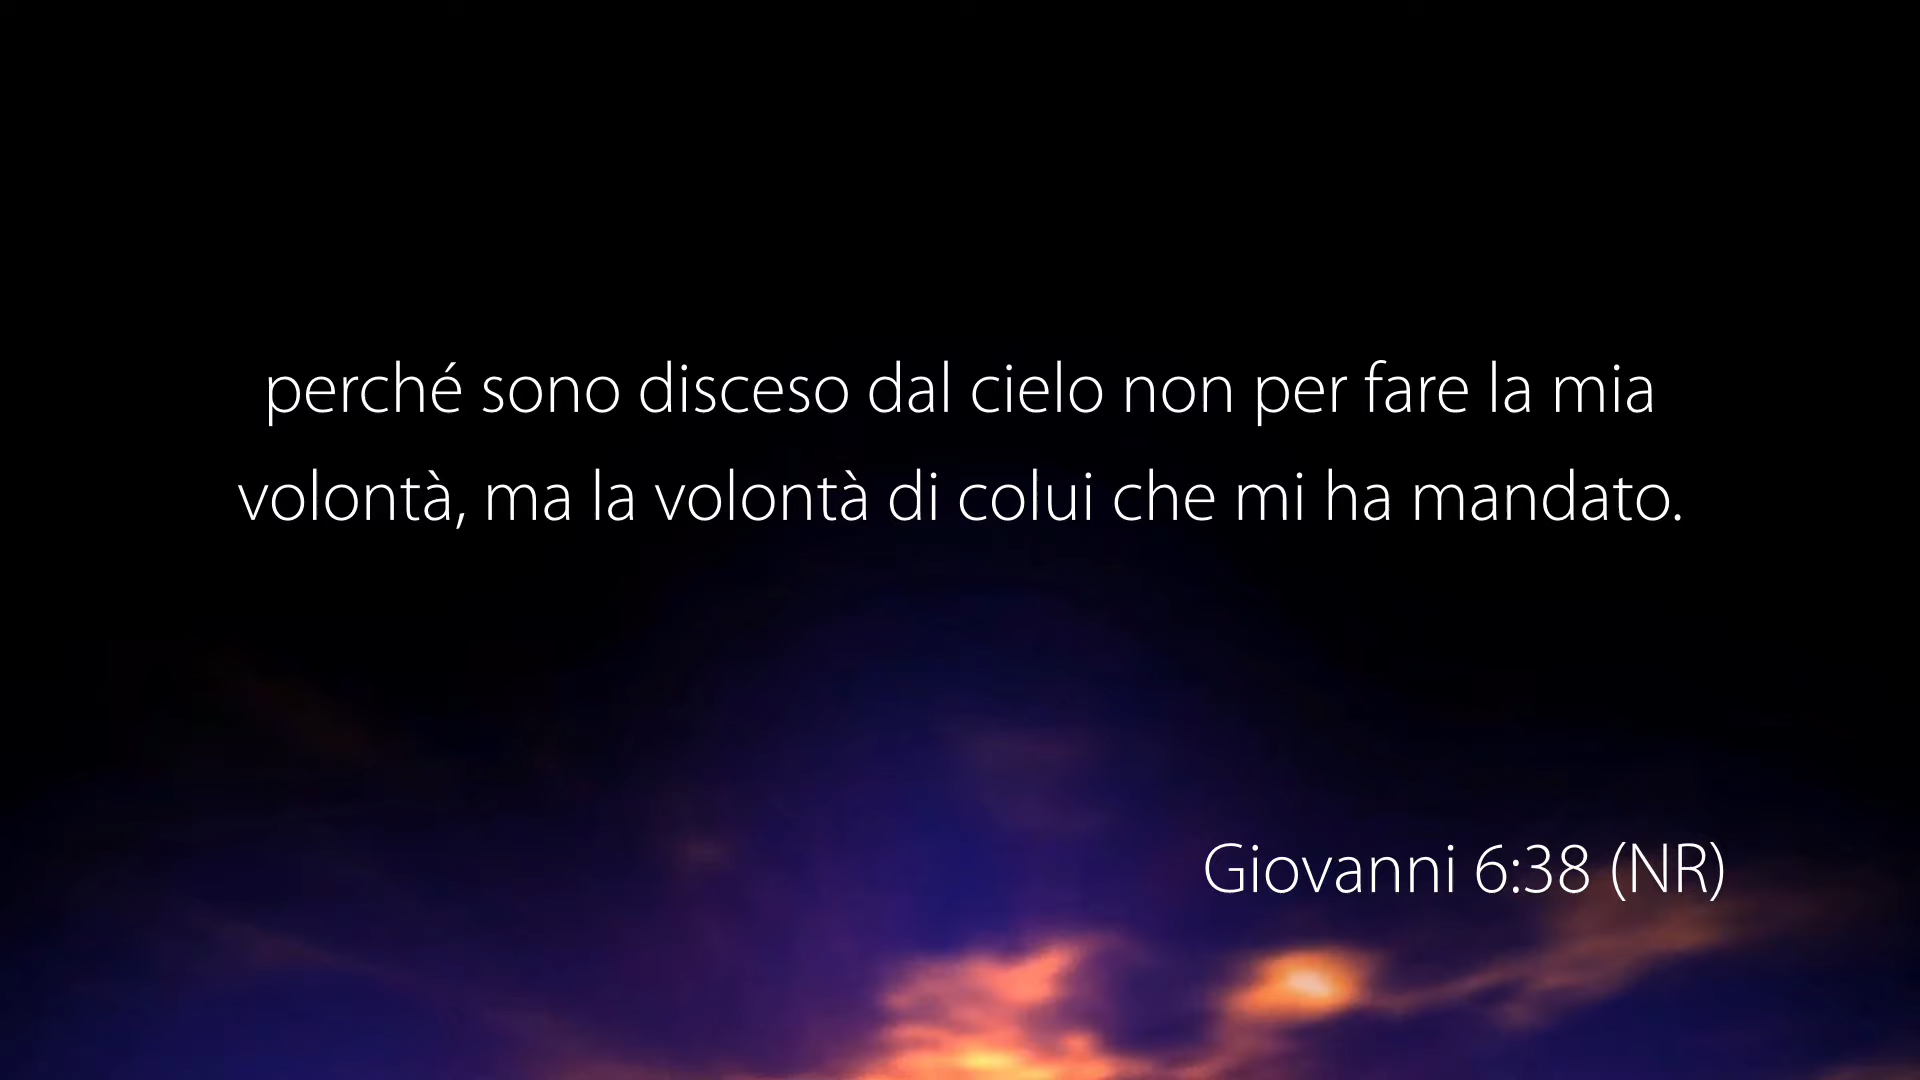 perché sono disceso dal cielo non per fare la mia
volontà, ma la volontà di colui che mi ha mandato.
Giovanni 6:38 (NR)